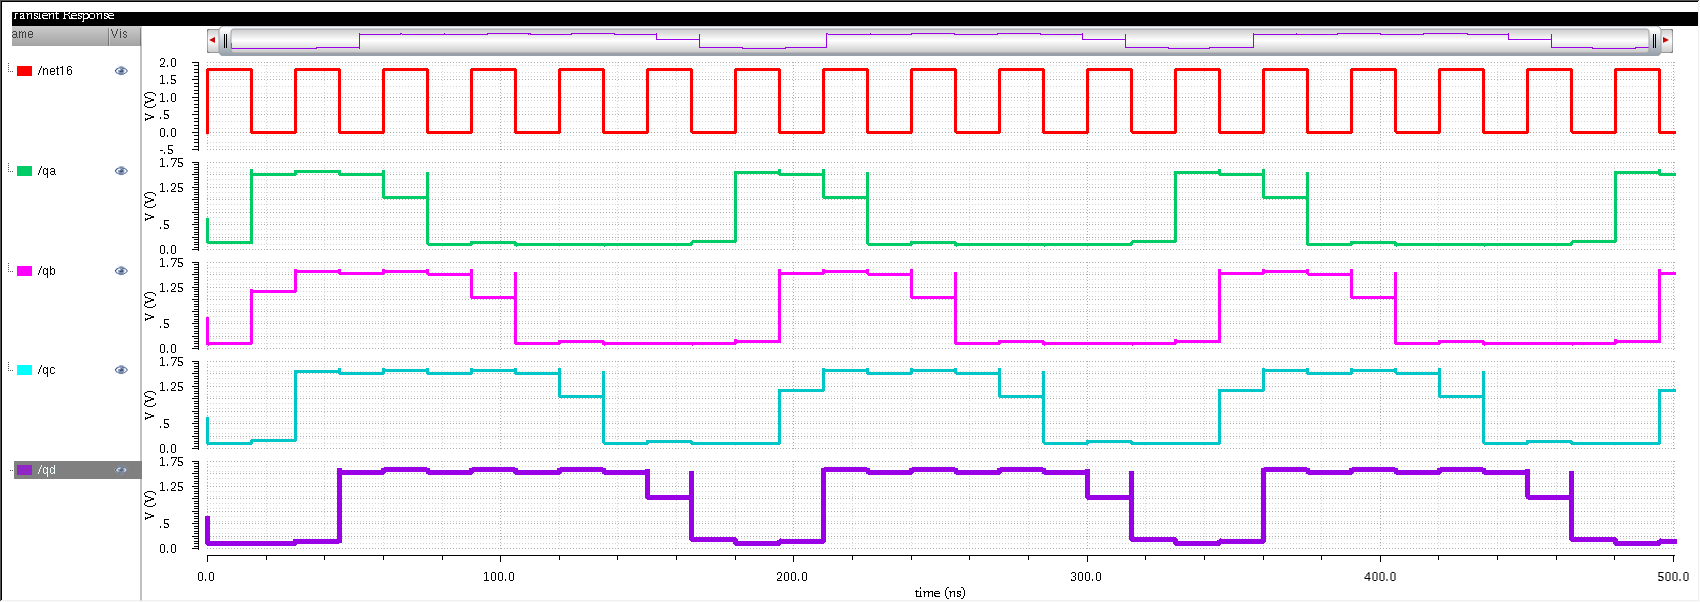 ransient Response
ame Vis
/net16
V (V)
2.0
1.5
1.0
.5
0.0
-.5
/qa
V (V)
1.75
1.25
.5
0.0
/qb
V (V)
1.75
1.25
.5
0.0
/qc
V (V)
1.75
1.25
.5
0.0
/qd
V (V)
1.75
1.25
.5
0.0
0.0 100.0 200.0 300.0 400.0 500.0
time (ns)